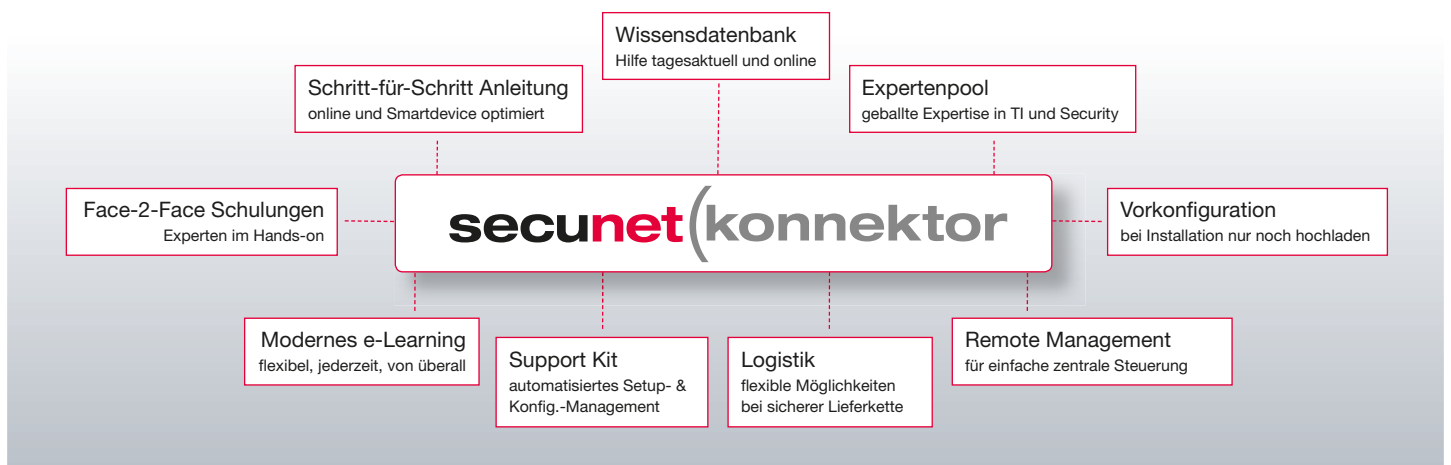 Wissensdatenbank
Hilfe tagesaktuell und online
Schritt-für-Schritt Anleitung
online und Smartdevice optimiert
Expertenpool
geballte Expertise in TI und Security
Face-2-Face Schulungen
Experten im Hands-on
secunet(konnektor
Vorkonfiguration
bei Installation nur noch hochladen
Modernes e-Learning
flexibel, jederzeit, von überall
Support Kit
automatisiertes Setup- &
Konfig.-Management
Logistik
flexible Möglichkeiten
bei sicherer Lieferkette
Remote Management
für einfache zentrale Steuerung